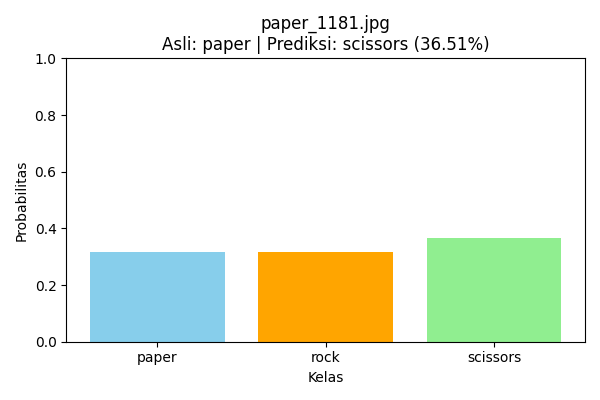 paper_1181.jpg
Asli: paper | Prediksi: scissors (36.51%)
1.0
0.8
0.6
0.4
0.2
0.0
Probabilitas
paper rock scissors
Kelas